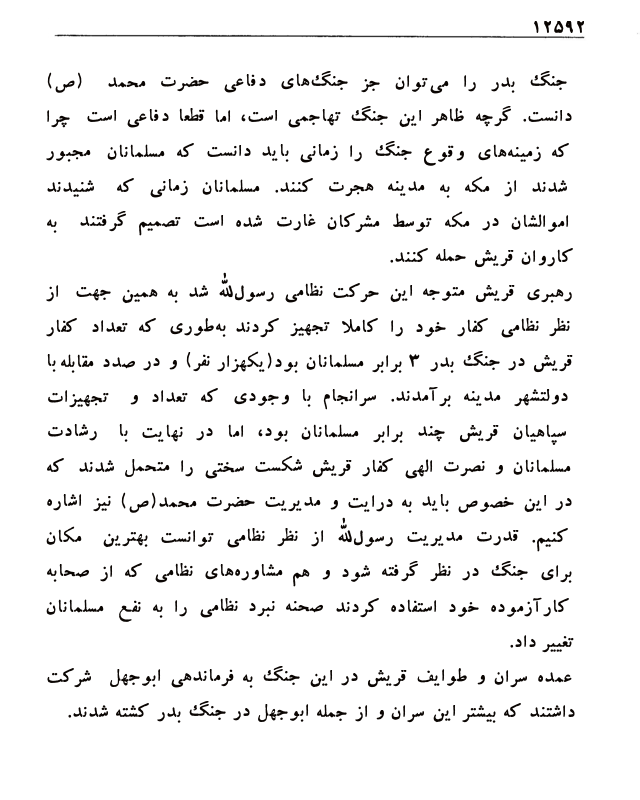 ۱۲۵۹۲
جنگ بدر را می‌توان جز جنگ‌های دفاعی حضرت محمد (ص)
دانست. گرچه ظاهر این جنگ تهاجمی است، اما قطعا دفاعی است چرا
که زمینه‌های وقوع جنگ را زمانی باید دانست که مسلمانان مجبور
شدند از مکه به مدینه هجرت کنند. مسلمانان زمانی که شنیدند
اموالشان در مکه توسط مشرکان غارت شده است تصمیم گرفتند به
کاروان قریش حمله کنند.
رهبری قریش متوجه این حرکت نظامی رسول‌لله شد به همین جهت از
نظر نظامی کفار خود را کاملا تجهیز کردند به‌طوری که تعداد کفار
قریش در جنگ بدر ۳ برابر مسلمانان بود(یکهزار نفر) و در صدد مقابله با
دولتشهر مدینه برآمدند. سرانجام با وجودی که تعداد و تجهیزات
سپاهیان قریش چند برابر مسلمانان بود، اما در نهایت با رشادت
مسلمانان و نصرت الهی کفار قریش شکست سختی را متحمل شدند که
در این خصوص باید به درایت و مدیریت حضرت محمد(ص) نیز اشاره
کنیم. قدرت مدیریت رسول‌لله از نظر نظامی توانست بهترین مکان
برای جنگ در نظر گرفته شود و هم مشاوره‌های نظامی که از صحابه
کارآزموده خود استفاده کردند صحنه نبرد نظامی را به نفع مسلمانان
تغییر داد.
عمده سران و طوایف قریش در این جنگ به فرماندهی ابوجهل شرکت
داشتند که بیشتر این سران و از جمله ابوجهل در جنگ بدر کشته شدند.